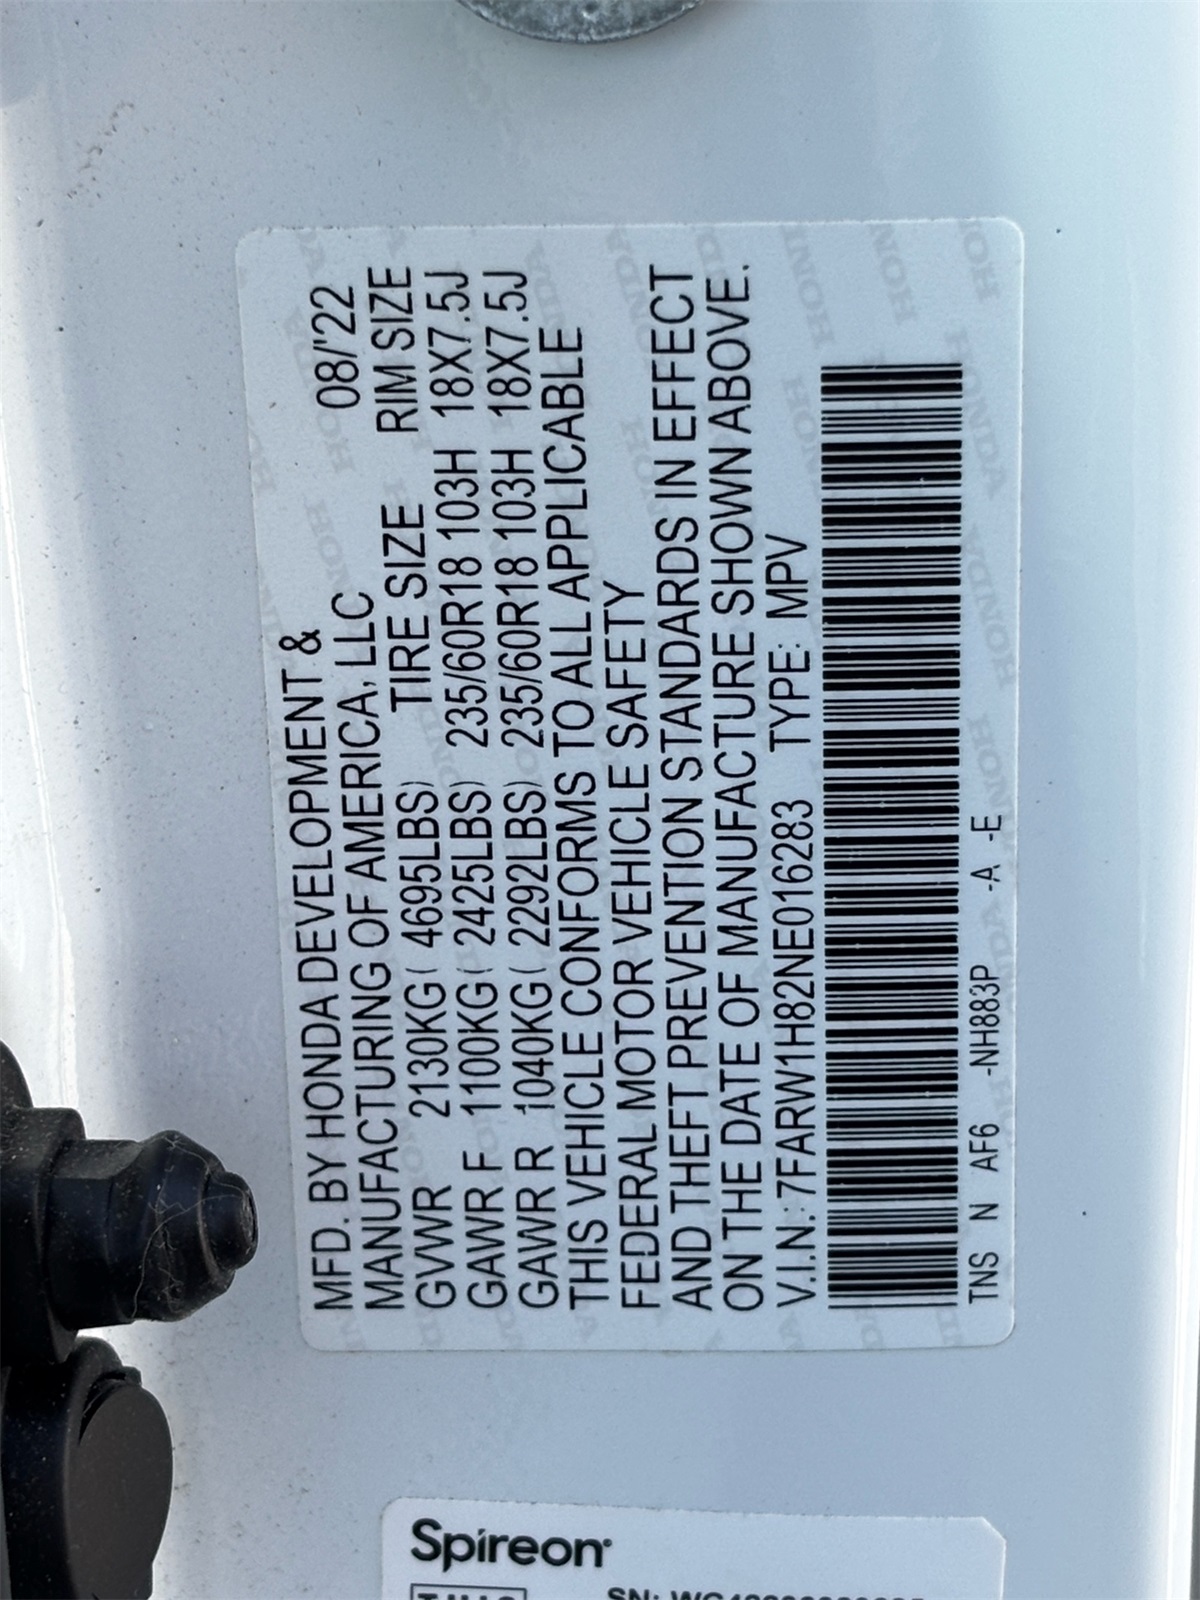 MFD. BY HONDA DEVELOPMENT &
MANUFACTURING OF AMERICA, LLC 08/'22
GVWR 2130KG( 4695LBS) TIRE SIZE RIM SIZE
GAWR F 1100KG( 2425LBS) 235/60R18 103H 18X7.5J
GAWR R 1040KG( 2292LBS) 235/60R18 103H 18X7.5J
THIS VEHICLE CONFORMS TO ALL APPLICABLE
FEDERAL MOTOR VEHICLE SAFETY
AND THEFT PREVENTION STANDARDS IN EFFECT
ON THE DATE OF MANUFACTURE SHOWN ABOVE.
V.I.N.: 7FARW1H82NE016283 TYPE: MPV
TNS N AF6 -NH883P -A -E
Spireon
SN: